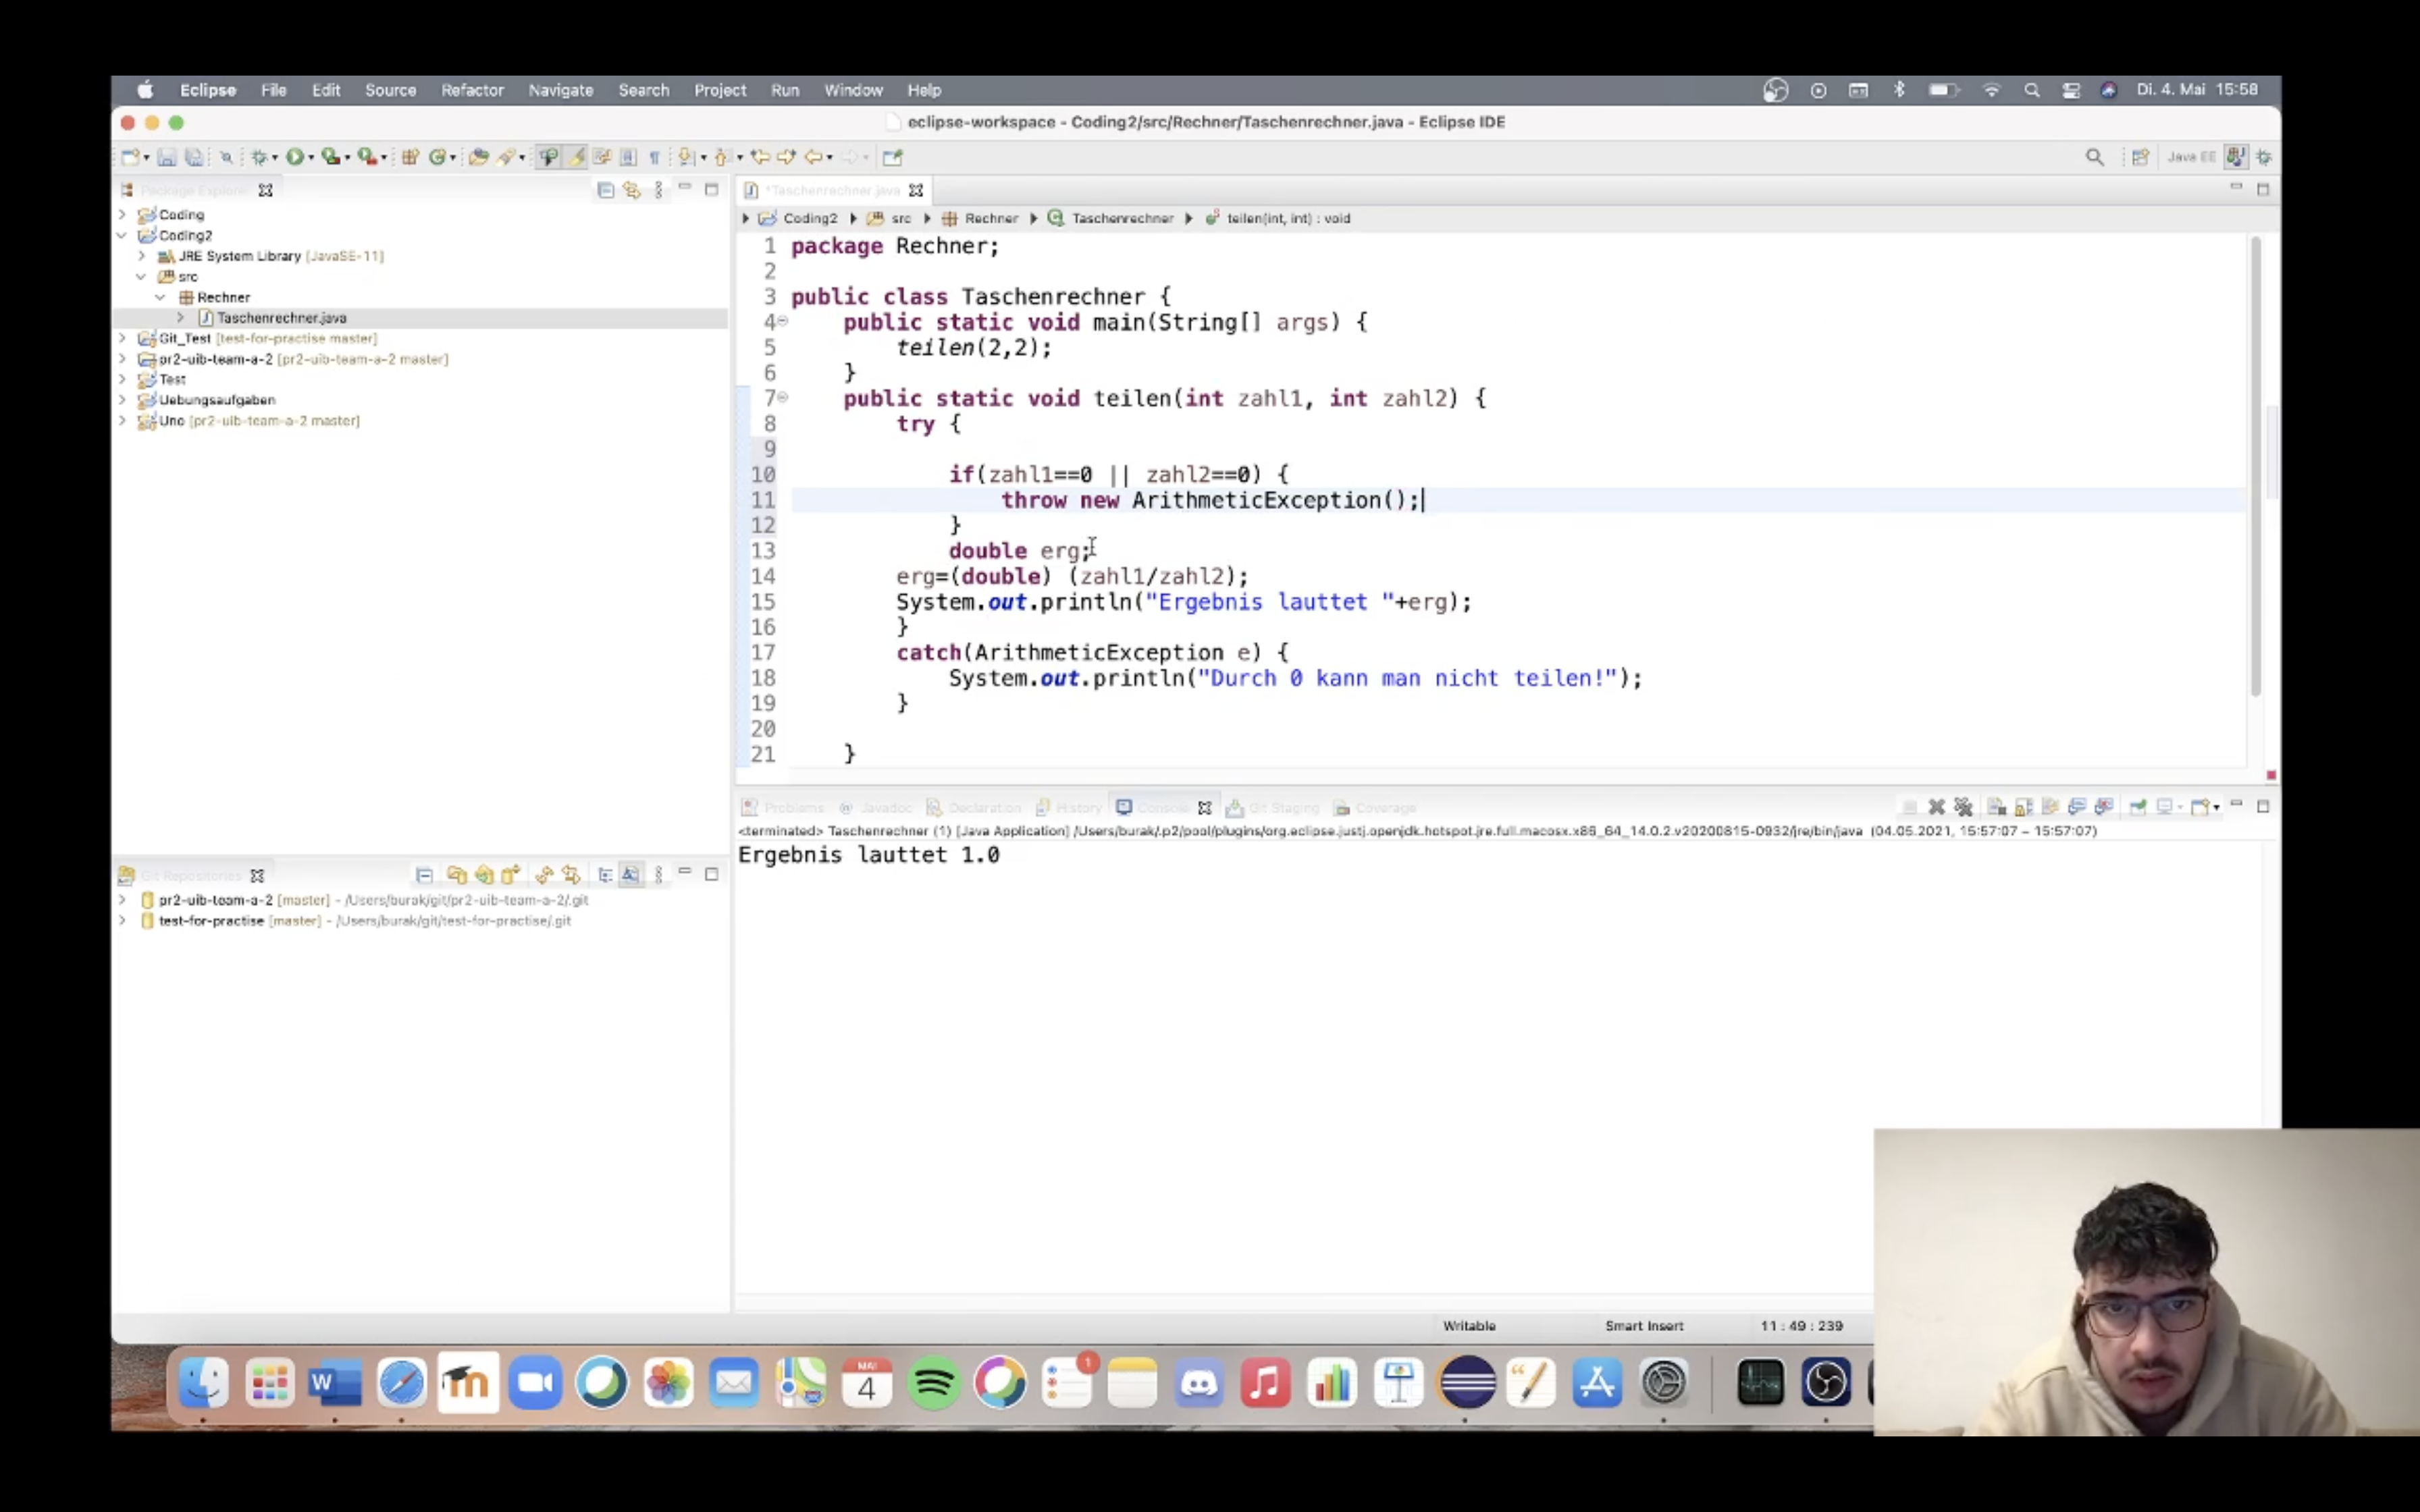 Eclipse File Edit Source Refactor Navigate Search Project Run Window Help Di. 4. Mai 15:58
eclipse-workspace - Coding2/src/Rechner/Taschenrechner.java - Eclipse IDE
Java EE
Package Explorer
*Taschenrechner.java
Coding
Coding2
JRE System Library [JavaSE-11]
src
Rechner
Taschenrechner.java
Git_Test [test-for-practise master]
pr2-uib-team-a-2 [pr2-uib-team-a-2 master]
Test
Uebungsaufgaben
Uno [pr2-uib-team-a-2 master]
Coding2 src Rechner Taschenrechner teilen(int, int) : void
1 package Rechner;
2
3 public class Taschenrechner {
4 public static void main(String[] args) {
5 teilen(2,2);
6 }
7 public static void teilen(int zahl1, int zahl2) {
8 try {
9
10 if(zahl1==0 || zahl2==0) {
11 throw new ArithmeticException();
12 }
13 double erg;
14 erg=(double) (zahl1/zahl2);
15 System.out.println("Ergebnis lauttet "+erg);
16 }
17 catch(ArithmeticException e) {
18 System.out.println("Durch 0 kann man nicht teilen!");
19 }
20
21 }
Problems Javadoc Declaration History Console Git Staging Coverage
<terminated> Taschenrechner (1) [Java Application] /Users/burak/.p2/pool/plugins/org.eclipse.justj.openjdk.hotspot.jre.full.macosx.x86_64_14.0.2.v20200815-0932/jre/bin/java (04.05.2021, 15:57:07 – 15:57:07)
Ergebnis lauttet 1.0
Git Repositories
pr2-uib-team-a-2 [master] - /Users/burak/git/pr2-uib-team-a-2/.git
test-for-practise [master] - /Users/burak/git/test-for-practise/.git
Writable Smart Insert 11 : 49 : 239
W
m
MAI
4
1